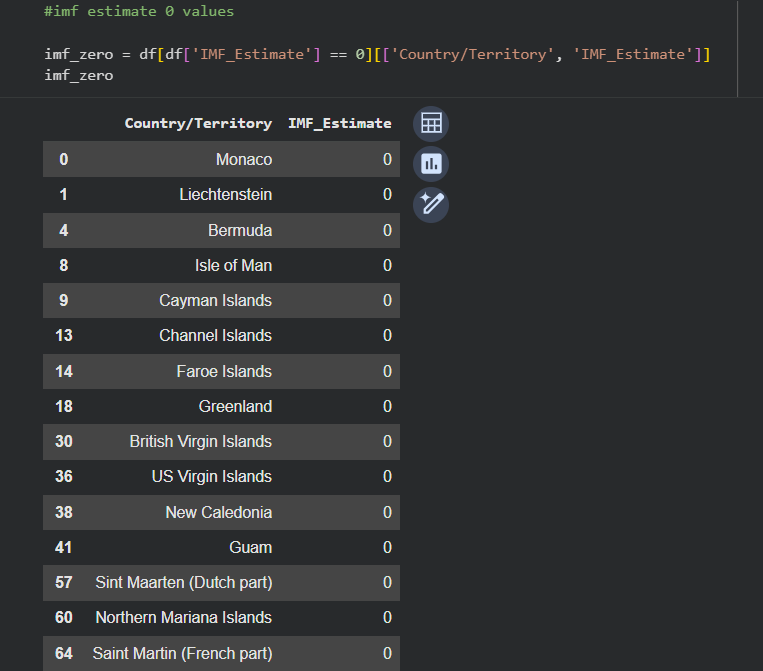 #imf estimate 0 values
imf_zero = df[df['IMF_Estimate'] == 0][['Country/Territory', 'IMF_Estimate']]
imf_zero
Country/Territory IMF_Estimate
0 Monaco 0
1 Liechtenstein 0
4 Bermuda 0
8 Isle of Man 0
9 Cayman Islands 0
13 Channel Islands 0
14 Faroe Islands 0
18 Greenland 0
30 British Virgin Islands 0
36 US Virgin Islands 0
38 New Caledonia 0
41 Guam 0
57 Sint Maarten (Dutch part) 0
60 Northern Mariana Islands 0
64 Saint Martin (French part) 0